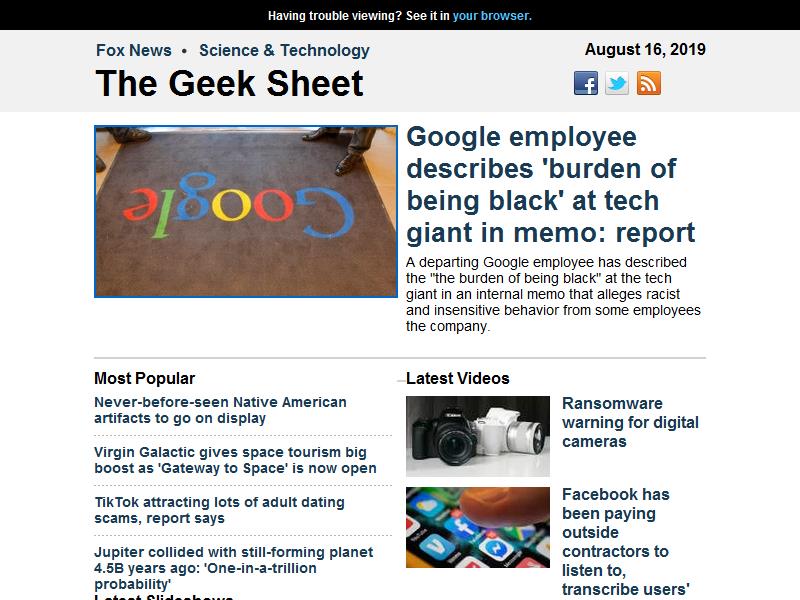 Having trouble viewing? See it in your browser.
Fox News • Science & Technology
August 16, 2019
The Geek Sheet
Google
Google employee
describes 'burden of
being black' at tech
giant in memo: report
A departing Google employee has described
the "the burden of being black" at the tech
giant in an internal memo that alleges racist
and insensitive behavior from some employees
the company.
Most Popular
Never-before-seen Native American
artifacts to go on display
Virgin Galactic gives space tourism big
boost as 'Gateway to Space' is now open
TikTok attracting lots of adult dating
scams, report says
Jupiter collided with still-forming planet
4.5B years ago: 'One-in-a-trillion
probability'
Latest Slideshows
Latest Videos
Canon
Ransomware
warning for digital
cameras
Facebook has
been paying
outside
contractors to
listen to,
transcribe users'